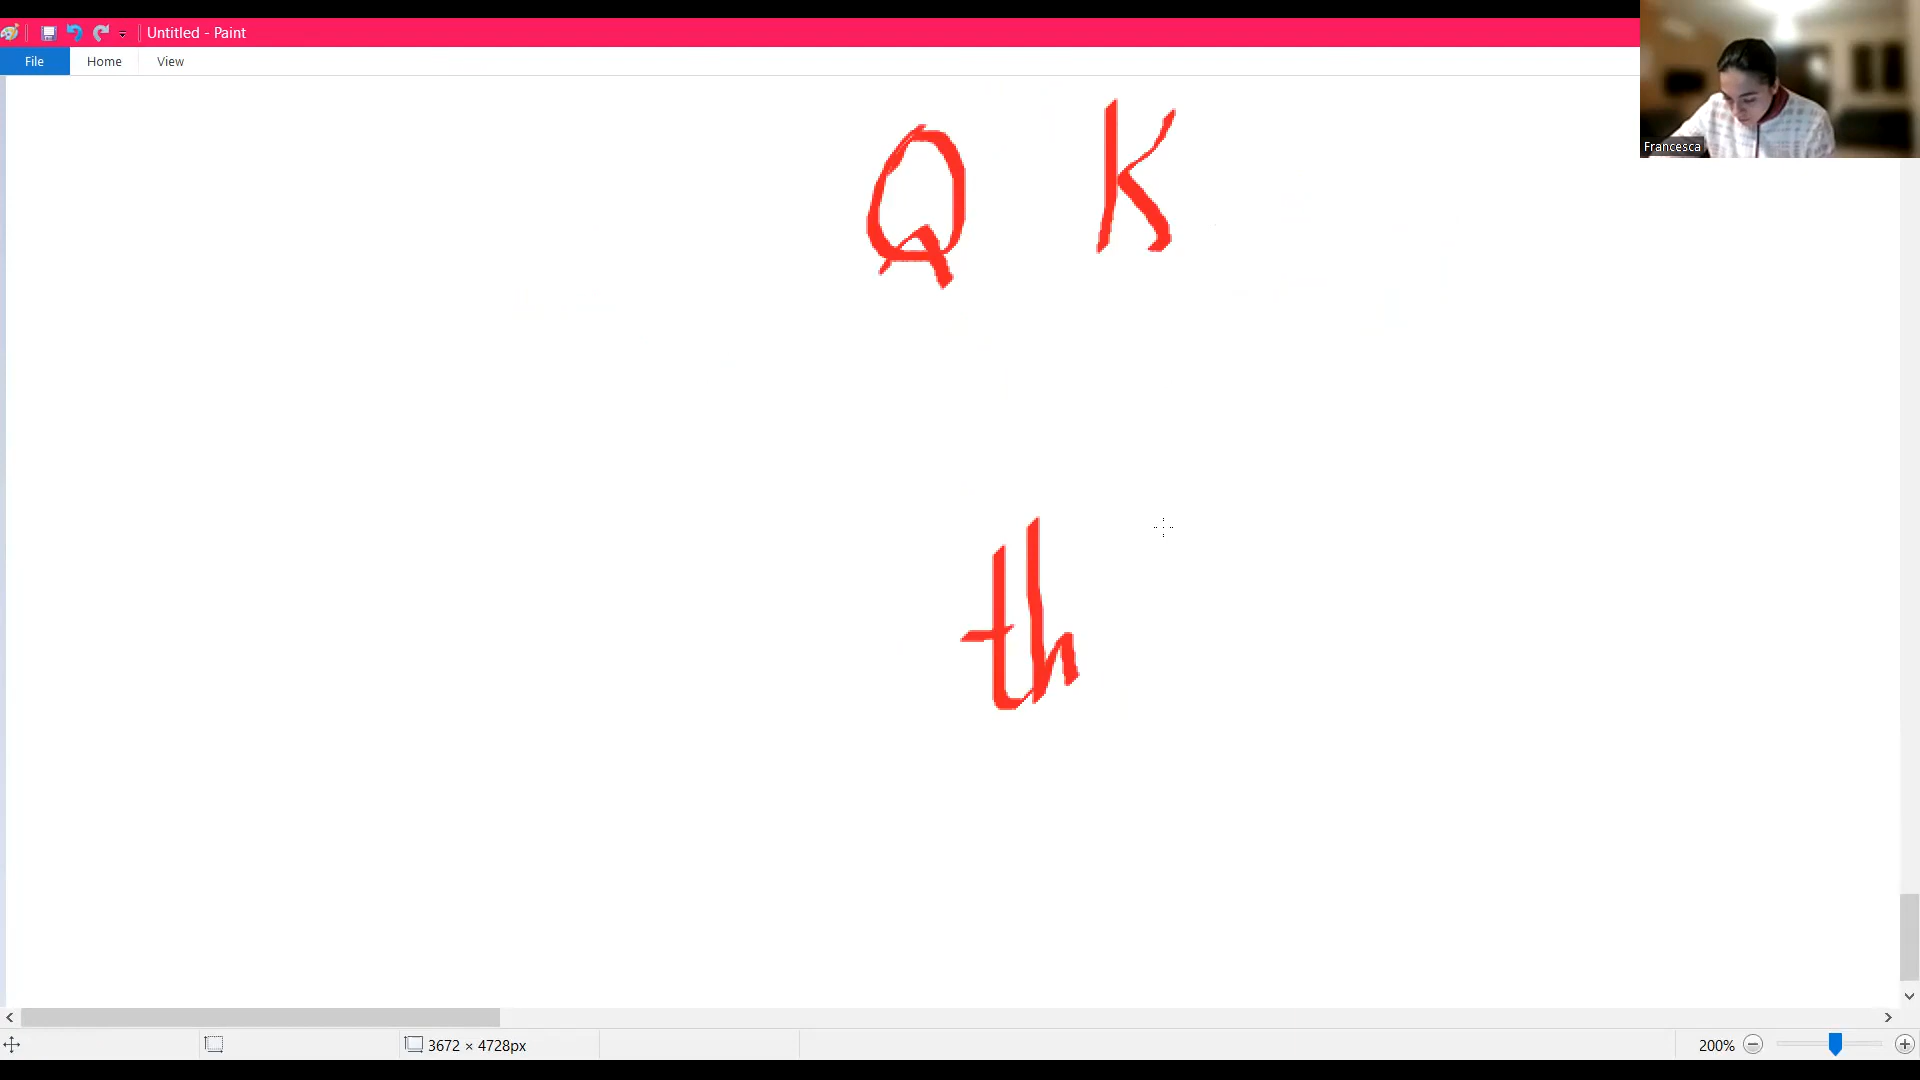 Untitled - Paint
File Home View
Francesca
Q K
th
3672 × 4728px
200%